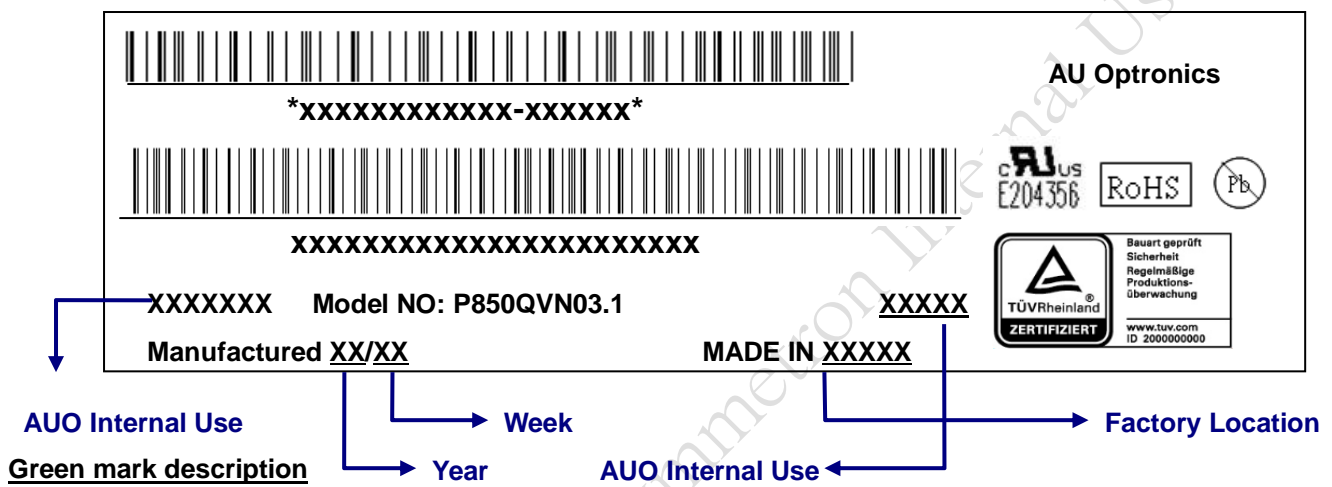 AU Optronics
*xxxxxxxxxxxx-xxxxxx*
c RU us
E204356
RoHS
Pb
xxxxxxxxxxxxxxxxxxxxxxx
TÜVRheinland®
ZERTIFIZIERT
Bauart geprüft
Sicherheit
Regelmäßige
Produktions-
überwachung
www.tuv.com
ID 2000000000
XXXXXXX Model NO: P850QVN03.1 XXXXX
Manufactured XX/XX MADE IN XXXXX
AUO Internal Use
Week
Factory Location
Green mark description
Year
AUO Internal Use